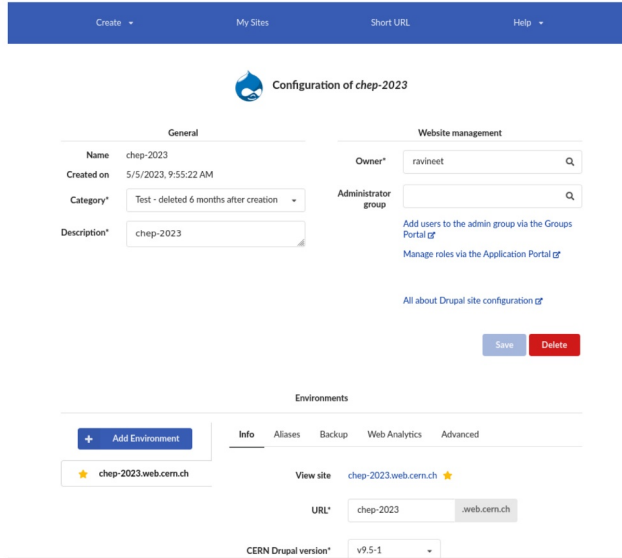 Create My Sites Short URL Help
Configuration of chep-2023
General
Name chep-2023
Created on 5/5/2023, 9:55:22 AM
Category* Test - deleted 6 months after creation
Description* chep-2023
Website management
Owner* ravineet
Administrator
group
Add users to the admin group via the Groups
Portal
Manage roles via the Application Portal
All about Drupal site configuration
Save Delete
Environments
Add Environment
chep-2023.web.cern.ch
Info Aliases Backup Web Analytics Advanced
View site chep-2023.web.cern.ch
URL* chep-2023 .web.cern.ch
CERN Drupal version* v9.5-1